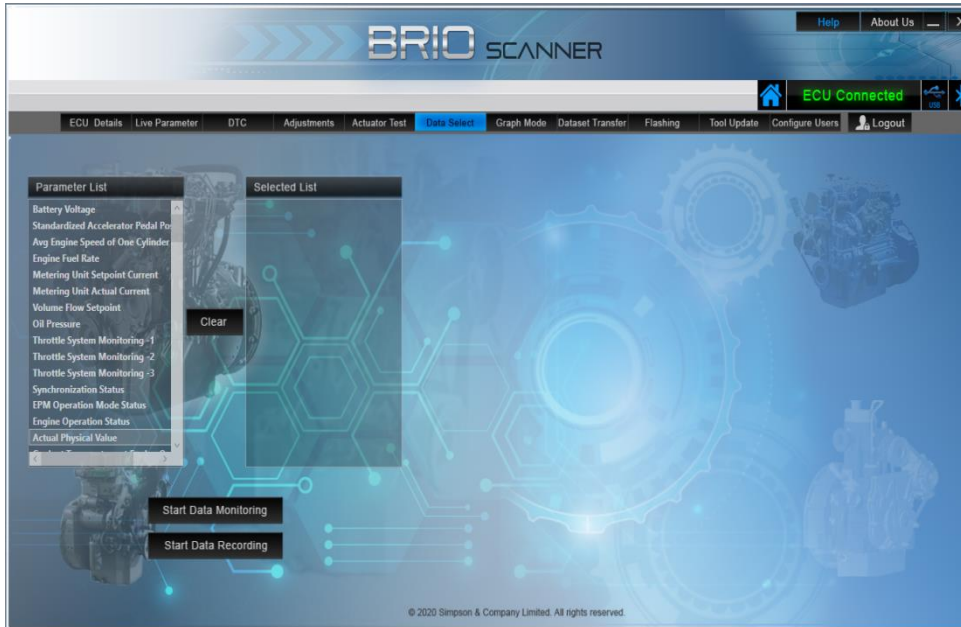 BRIO SCANNER
Help About Us
ECU Connected
USB
ECU Details Live Parameter DTC Adjustments Actuator Test Data Select Graph Mode Dataset Transfer Flashing Tool Update Configure Users Logout
Parameter List
Battery Voltage
Standardized Accelerator Pedal Po
Avg Engine Speed of One Cylinder
Engine Fuel Rate
Metering Unit Setpoint Current
Metering Unit Actual Current
Volume Flow Setpoint
Oil Pressure
Throttle System Monitoring -1
Throttle System Monitoring -2
Throttle System Monitoring -3
Synchronization Status
EPM Operation Mode Status
Engine Operation Status
Actual Physical Value
Clear
Selected List
Start Data Monitoring
Start Data Recording
© 2020 Simpson & Company Limited. All rights reserved.